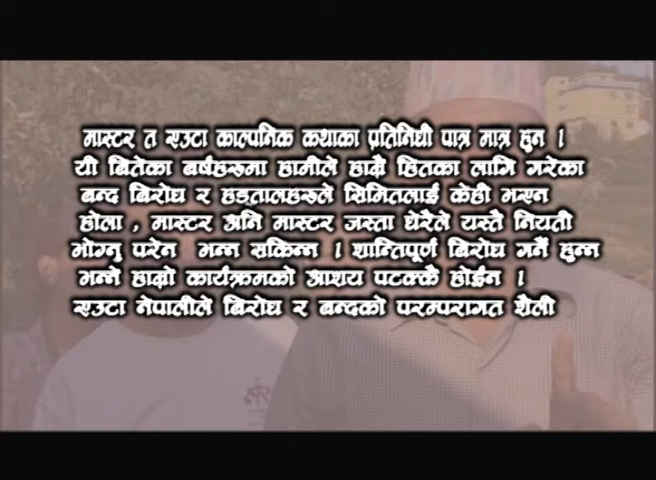 मास्टर त एउटा काल्पनिक कथाका प्रतिनिधी पात्र मात्र हुन ।
यी बितेका बर्षहरुमा हामीले हाम्रै हितका लागि गरेका
बन्द बिरोध र हड्तालहरुले सिमितलाई केही भएन
होला , मास्टर अनि मास्टर जस्ता धेरैले यस्तै नियती
भोग्नु परेन भन्न सकिन्न । शान्तिपूर्ण बिरोध गर्नै हुन्न
भन्ने हाम्रो कार्यक्रमको आशय पटक्कै होईन ।
एउटा नेपालीले बिरोध र बन्दको परम्परागत शैली